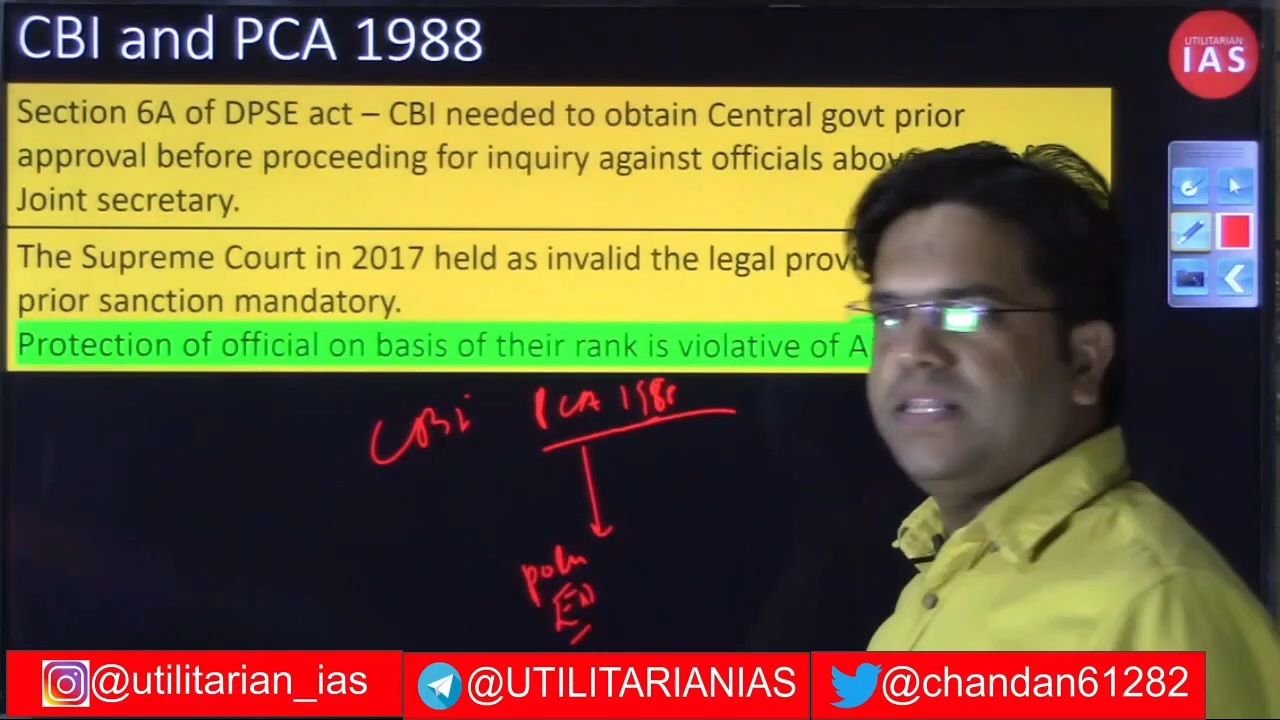 CBI and PCA 1988
UTILITARIAN
IAS
Section 6A of DPSE act – CBI needed to obtain Central govt prior
approval before proceeding for inquiry against officials
Joint secretary.
The Supreme Court in 2017 held as invalid the legal
prior sanction mandatory.
Protection of official on basis of their rank is violative of
CBI PCA 1988
@utilitarian_ias
@UTILITARIANIAS
@chandan61282